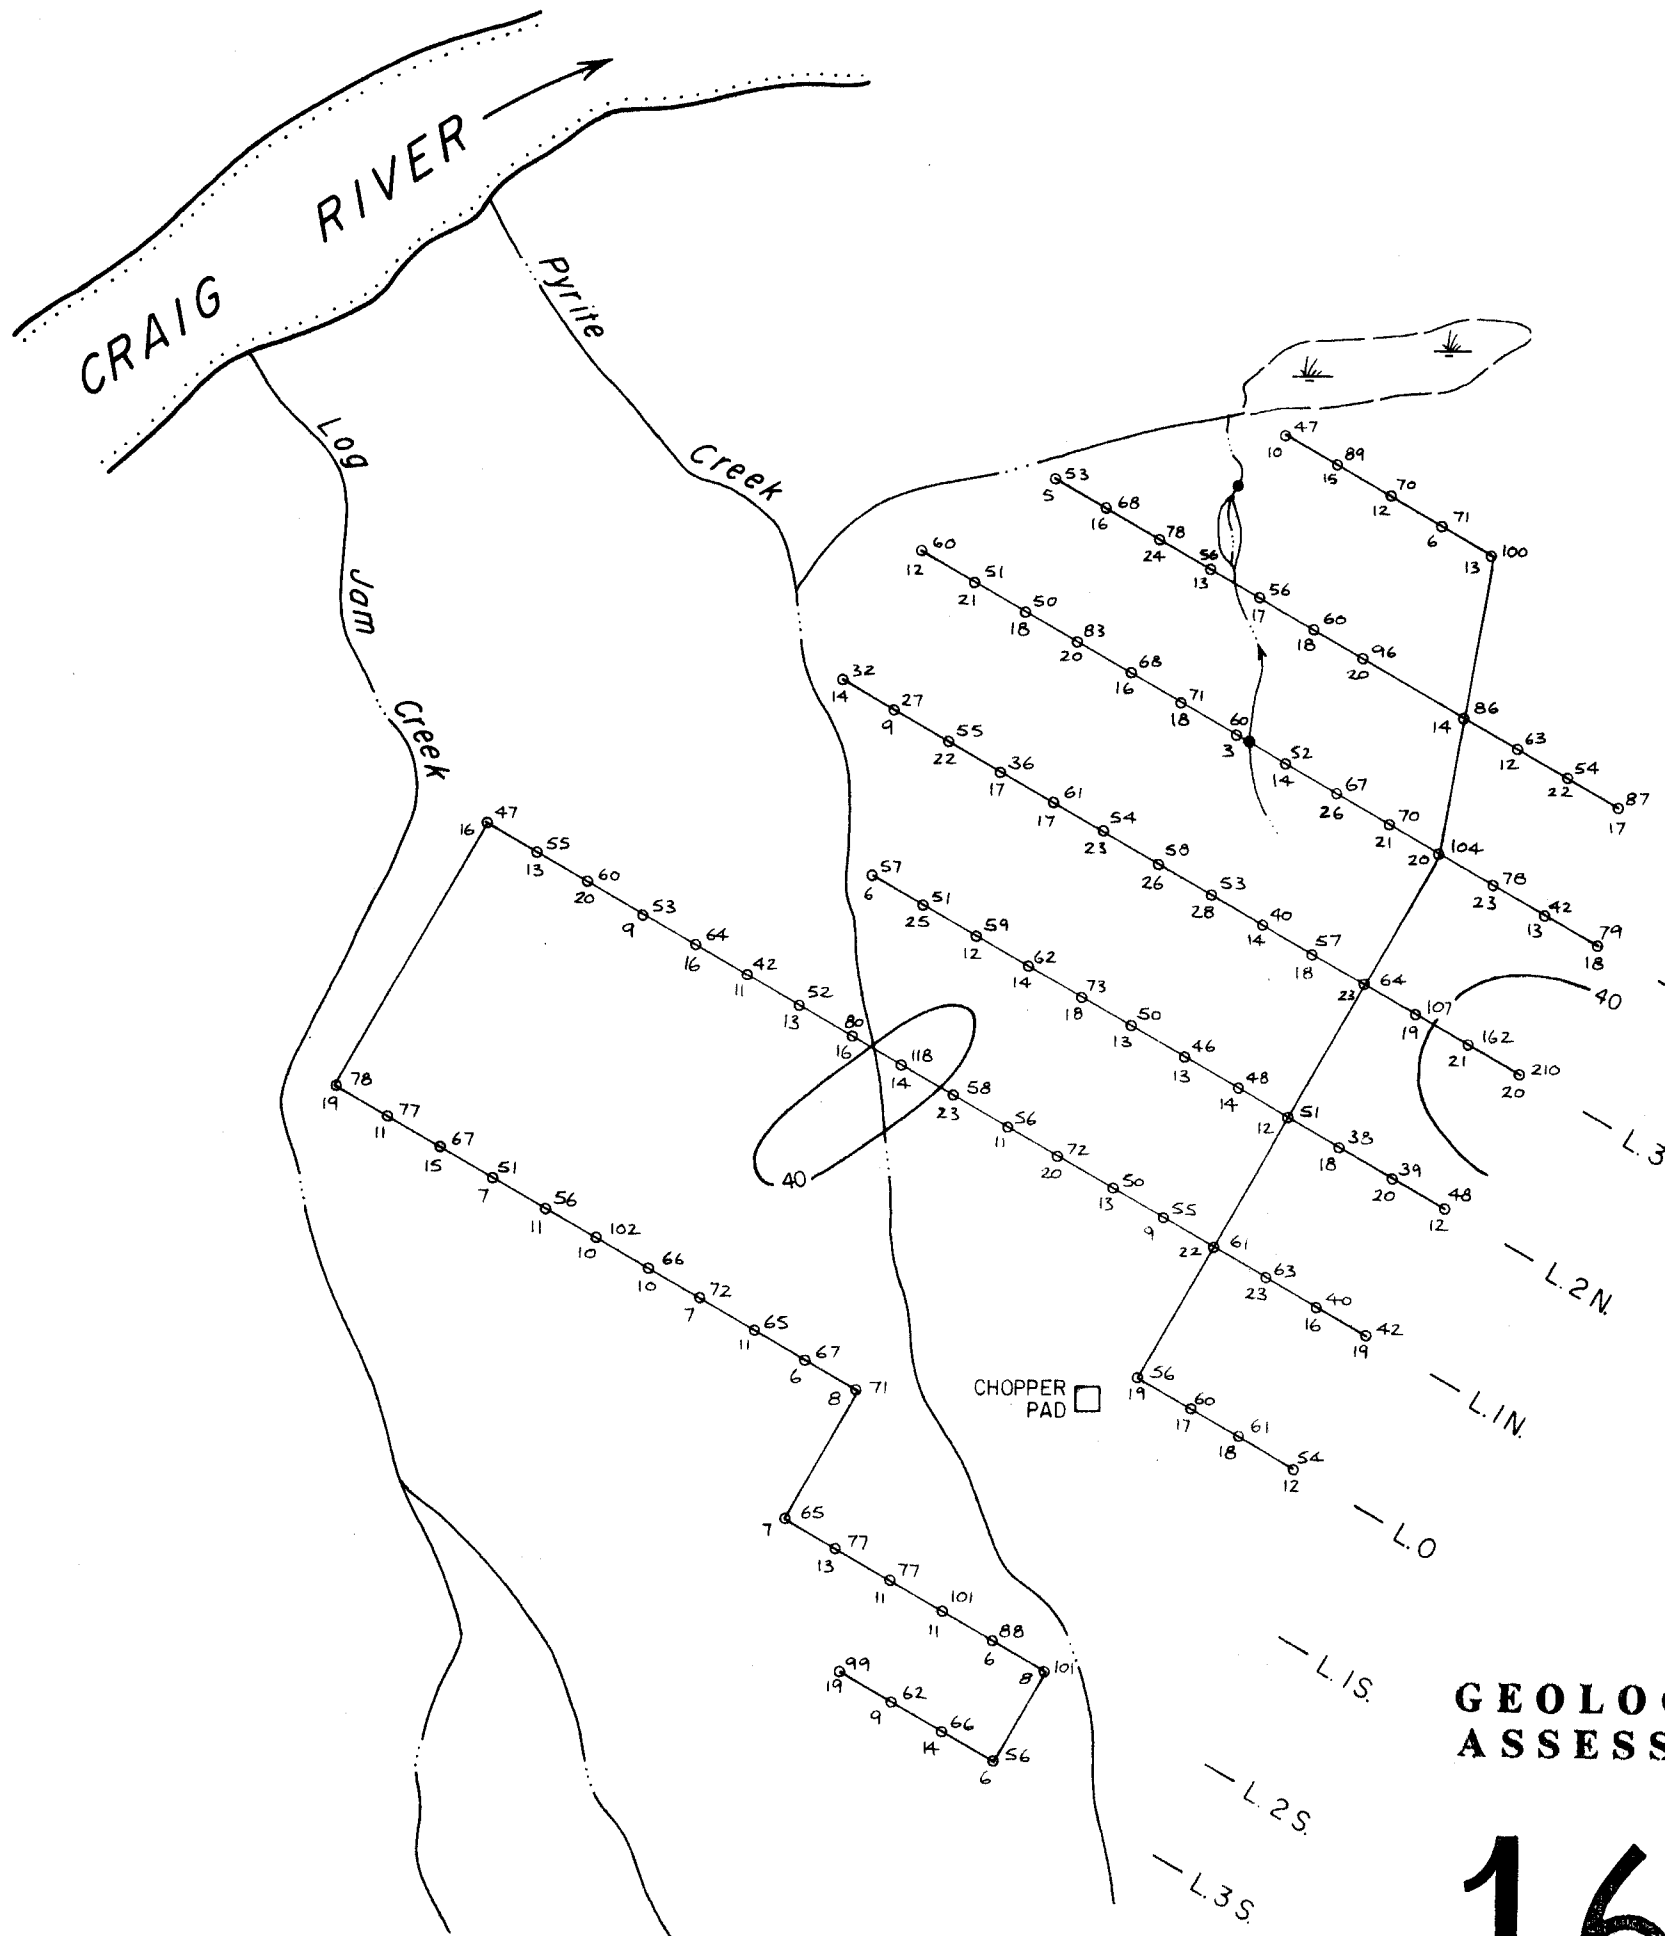 CRAIG RIVER
Pyrite Creek
Log Jam Creek
47 89 70 71 100
10 15 12 6 13
53 68 78 56 56 60 96 86 63 54 87
5 16 24 13 17 18 20 14 12 22 17
60 51 50 83 68 71 60 52 67 70 104 78 42 79
12 21 18 20 16 18 3 14 26 21 20 23 13 18
32 27 55 36 61 54 58 53 40 57 64 107 162 210
14 9 22 17 17 23 26 28 14 18 23 19 21 20
40
L.3
57 51 59 62 73 50 46 48 51 38 39 48
6 25 12 14 18 13 13 14 12 18 20 12
L.2N.
47 55 60 53 64 42 52 80 118 58 56 72 50 55 61 63 40 42
16 13 20 9 16 11 13 16 14 23 11 20 13 9 22 23 16 19
40
L.1N.
78 77 67 51 56 102 66 72 65 67 71
19 11 15 7 11 10 10 7 11 6 8
CHOPPER
PAD
56 60 61 54
19 17 18 12
L.O
65 77 77 101 88 101
7 13 11 11 6 8
L.1S.
99 62 66 56
19 9 14 6
L.2S.
L.3S.
GEOLO
ASSESS
16